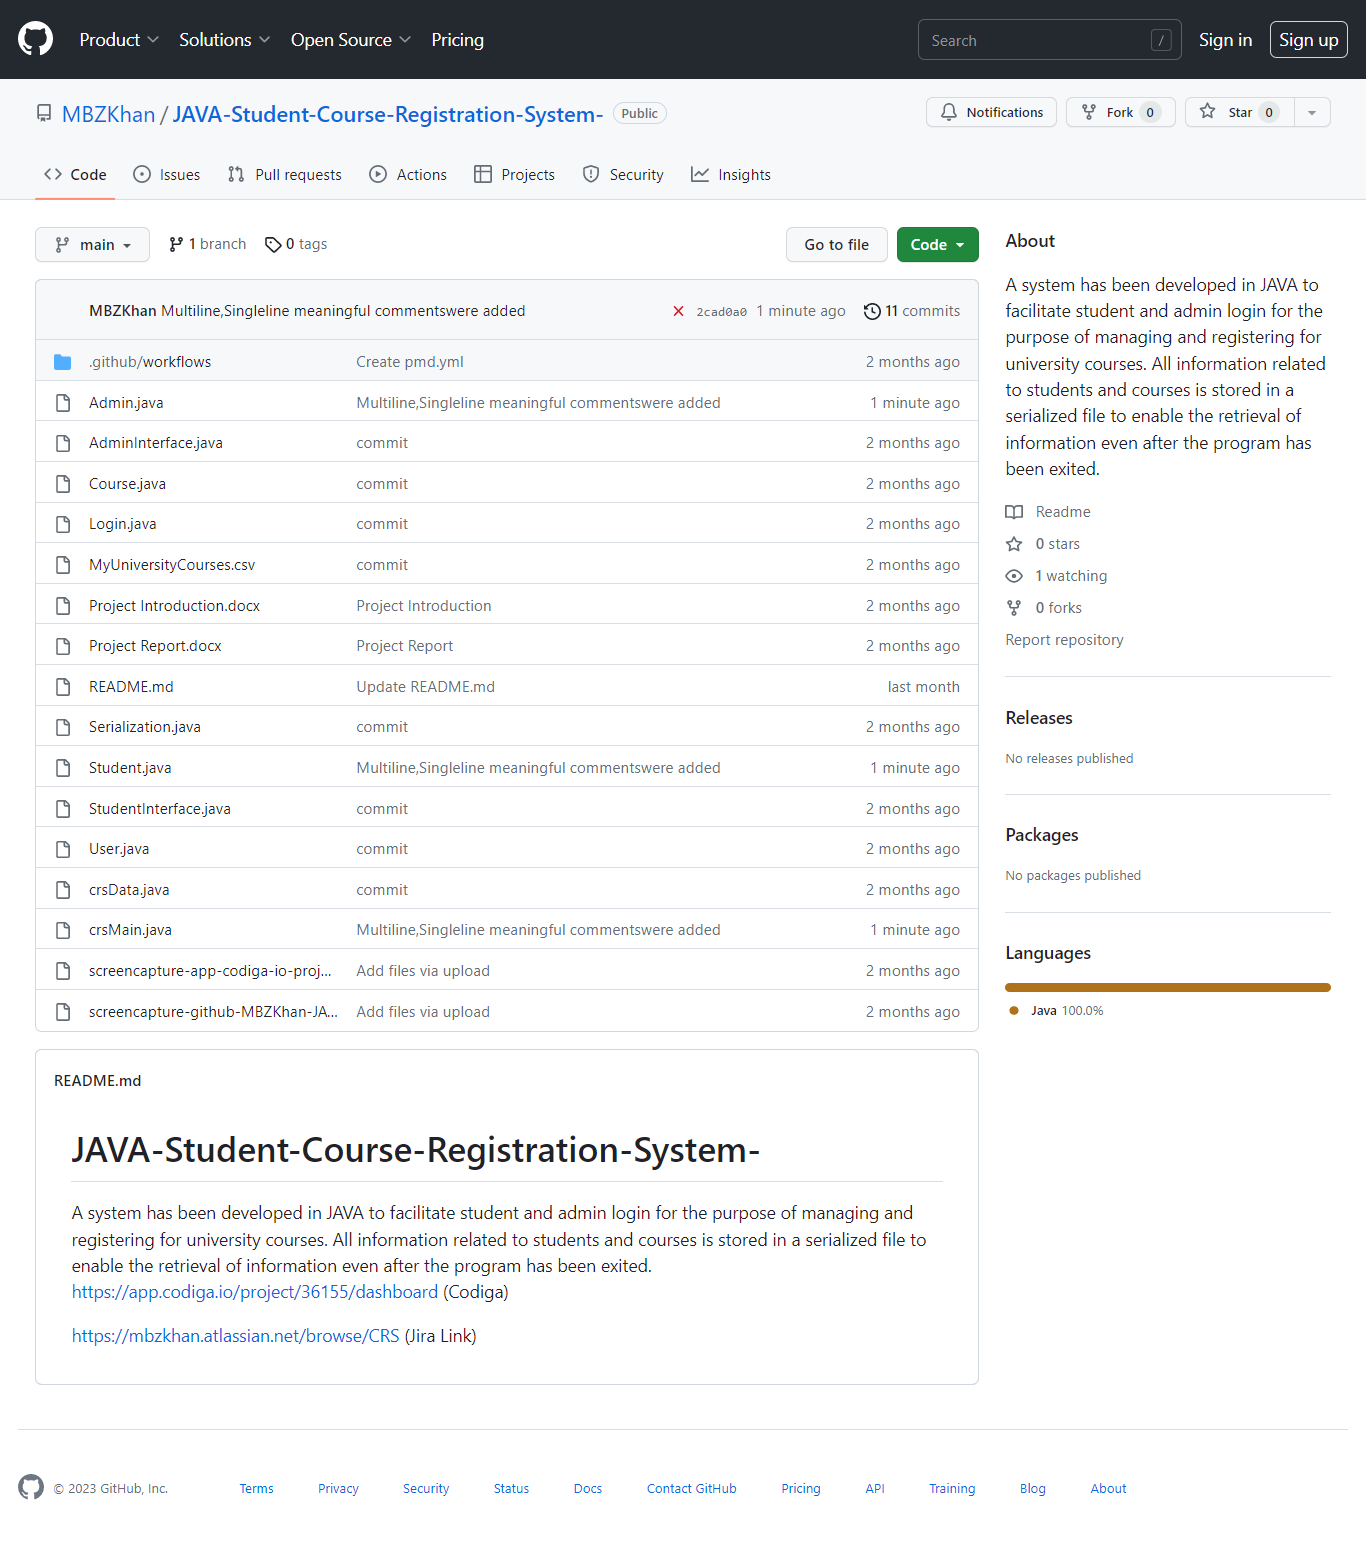 Product Solutions Open Source Pricing Search / Sign in Sign up
MBZKhan / JAVA-Student-Course-Registration-System- Public Notifications Fork 0 Star 0
Code Issues Pull requests Actions Projects Security Insights
main 1 branch 0 tags Go to file Code
MBZKhan Multiline,Singleline meaningful commentswere added 2cad0a0 1 minute ago 11 commits
.github/workflows Create pmd.yml 2 months ago
Admin.java Multiline,Singleline meaningful commentswere added 1 minute ago
AdminInterface.java commit 2 months ago
Course.java commit 2 months ago
Login.java commit 2 months ago
MyUniversityCourses.csv commit 2 months ago
Project Introduction.docx Project Introduction 2 months ago
Project Report.docx Project Report 2 months ago
README.md Update README.md last month
Serialization.java commit 2 months ago
Student.java Multiline,Singleline meaningful commentswere added 1 minute ago
StudentInterface.java commit 2 months ago
User.java commit 2 months ago
crsData.java commit 2 months ago
crsMain.java Multiline,Singleline meaningful commentswere added 1 minute ago
screencapture-app-codiga-io-proj... Add files via upload 2 months ago
screencapture-github-MBZKhan-JA... Add files via upload 2 months ago
About
A system has been developed in JAVA to
facilitate student and admin login for the
purpose of managing and registering for
university courses. All information related
to students and courses is stored in a
serialized file to enable the retrieval of
information even after the program has
been exited.
Readme
0 stars
1 watching
0 forks
Report repository
Releases
No releases published
Packages
No packages published
Languages
Java 100.0%
README.md
JAVA-Student-Course-Registration-System-
A system has been developed in JAVA to facilitate student and admin login for the purpose of managing and
registering for university courses. All information related to students and courses is stored in a serialized file to
enable the retrieval of information even after the program has been exited.
https://app.codiga.io/project/36155/dashboard (Codiga)
https://mbzkhan.atlassian.net/browse/CRS (Jira Link)
© 2023 GitHub, Inc. Terms Privacy Security Status Docs Contact GitHub Pricing API Training Blog About